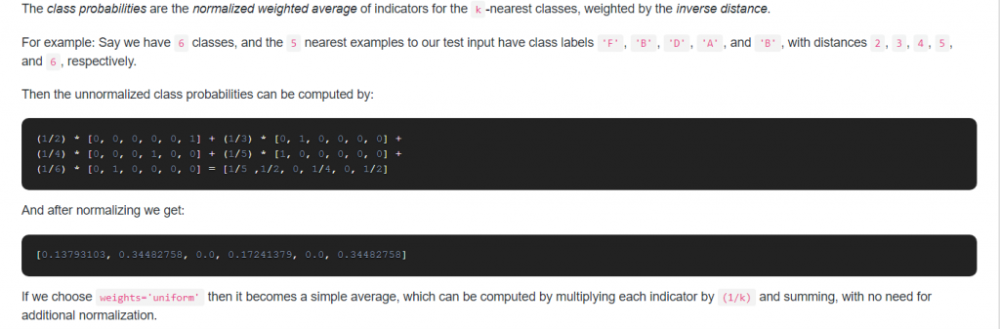 The class probabilities are the normalized weighted average of indicators for the k -nearest classes, weighted by the inverse distance.
For example: Say we have 6 classes, and the 5 nearest examples to our test input have class labels 'F', 'B', 'D', 'A', and 'B', with distances 2, 3, 4, 5,
and 6, respectively.
Then the unnormalized class probabilities can be computed by:
(1/2) * [0, 0, 0, 0, 0, 1] + (1/3) * [0, 1, 0, 0, 0, 0] +
(1/4) * [0, 0, 0, 1, 0, 0] + (1/5) * [1, 0, 0, 0, 0, 0] +
(1/6) * [0, 1, 0, 0, 0, 0] = [1/5 ,1/2, 0, 1/4, 0, 1/2]
And after normalizing we get:
[0.13793103, 0.34482758, 0.0, 0.17241379, 0.0, 0.34482758]
If we choose weights='uniform' then it becomes a simple average, which can be computed by multiplying each indicator by (1/k) and summing, with no need for
additional normalization.